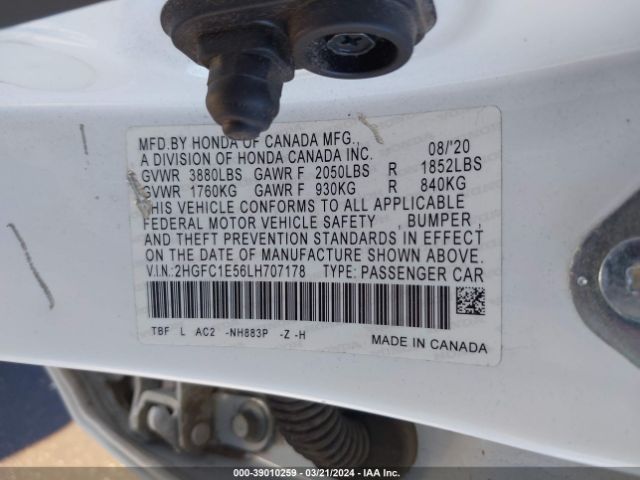 MFD.BY HONDA OF CANADA MFG., 08/'20
A DIVISION OF HONDA CANADA INC.
GVWR 3880LBS GAWR F 2050LBS R 1852LBS
GVWR 1760KG GAWR F 930KG R 840KG
THIS VEHICLE CONFORMS TO ALL APPLICABLE
FEDERAL MOTOR VEHICLE SAFETY , BUMPER ,
AND THEFT PREVENTION STANDARDS IN EFFECT
ON THE DATE OF MANUFACTURE SHOWN ABOVE.
V.I.N.:2HGFC1E56LH707178 TYPE: PASSENGER CAR
TBF L AC2 -NH883P -Z -H MADE IN CANADA
000-39010259 - 03/21/2024 - IAA Inc.